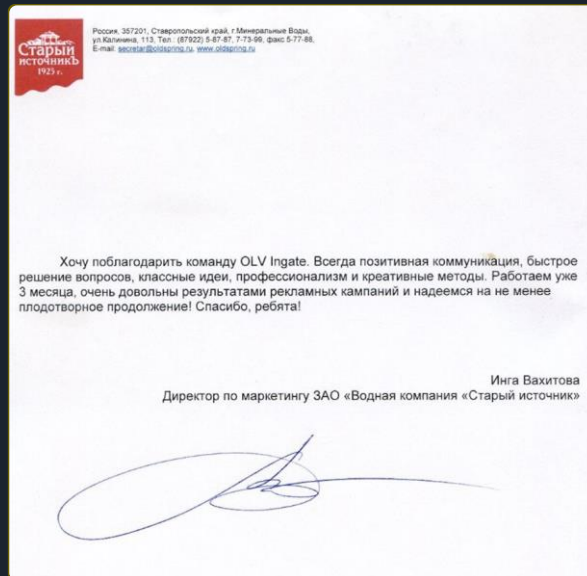 Старый
источникЪ
1923 г.
Россия, 357201, Ставропольский край, г.Минеральные Воды,
ул.Калинина, 113, Тел.: (87922) 5-87-87, 7-73-99, факс 5-77-88,
E-mail: secretar@oldspring.ru, www.oldspring.ru
Хочу поблагодарить команду OLV Ingate. Всегда позитивная коммуникация, быстрое
решение вопросов, классные идеи, профессионализм и креативные методы. Работаем уже
3 месяца, очень довольны результатами рекламных кампаний и надеемся на не менее
плодотворное продолжение! Спасибо, ребята!
Инга Вахитова
Директор по маркетингу ЗАО «Водная компания «Старый источник»